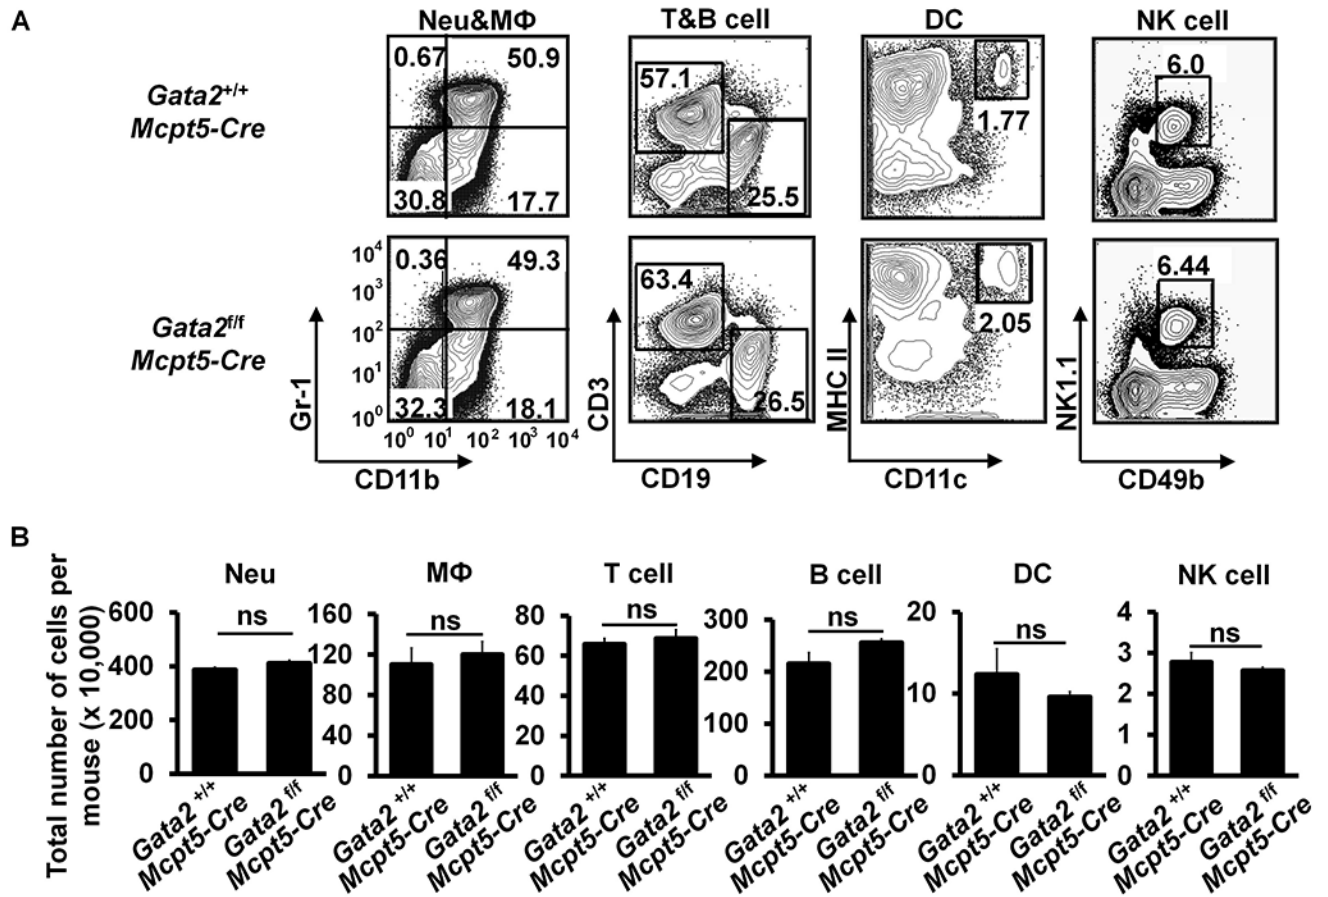 A
Neu&MΦ
T&B cell
DC
NK cell
Gata2+/+
Mcpt5-Cre
0.67
50.9
30.8
17.7
57.1
25.5
1.77
6.0
Gata2f/f
Mcpt5-Cre
10⁴
10³
10²
10¹
10⁰
0.36
49.3
32.3
18.1
10⁰ 10¹ 10² 10³ 10⁴
Gr-1
CD11b
63.4
26.5
CD3
CD19
2.05
MHC II
CD11c
6.44
NK1.1
CD49b
B
Total number of cells per
mouse (x 10,000)
Neu
600
400
200
0
ns
Gata2 +/+
Mcpt5-Cre
Gata2 f/f
Mcpt5-Cre
MΦ
160
120
80
40
0
ns
Gata2 +/+
Mcpt5-Cre
Gata2 f/f
Mcpt5-Cre
T cell
80
60
40
20
0
ns
Gata2 +/+
Mcpt5-Cre
Gata2 f/f
Mcpt5-Cre
B cell
300
200
100
0
ns
Gata2 +/+
Mcpt5-Cre
Gata2 f/f
Mcpt5-Cre
DC
20
10
0
ns
Gata2 +/+
Mcpt5-Cre
Gata2 f/f
Mcpt5-Cre
NK cell
4
3
2
1
0
ns
Gata2 +/+
Mcpt5-Cre
Gata2 f/f
Mcpt5-Cre